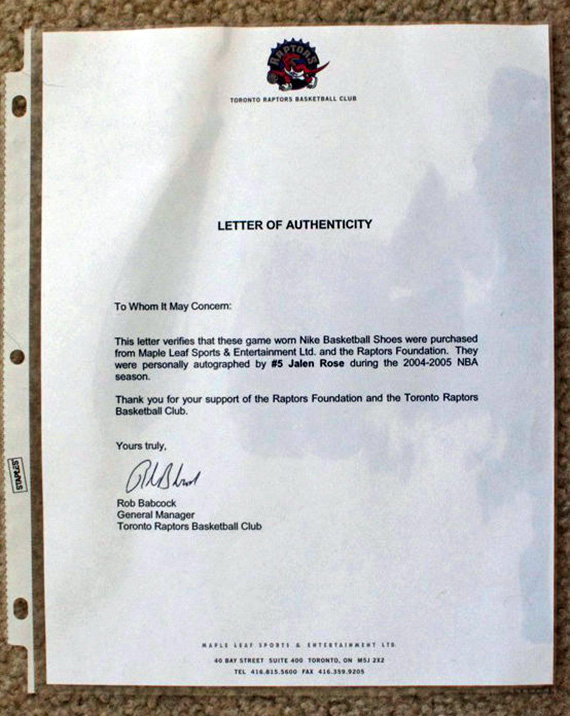 RAPTORS
TORONTO RAPTORS BASKETBALL CLUB
LETTER OF AUTHENTICITY
To Whom It May Concern:
This letter verifies that these game worn Nike Basketball Shoes were purchased
from Maple Leaf Sports & Entertainment Ltd. and the Raptors Foundation. They
were personally autographed by #5 Jalen Rose during the 2004-2005 NBA
season.
Thank you for your support of the Raptors Foundation and the Toronto Raptors
Basketball Club.
Yours truly,
Rob Babcock
General Manager
Toronto Raptors Basketball Club
STAPLES
MAPLE LEAF SPORTS & ENTERTAINMENT LTD.
40 BAY STREET SUITE 400 TORONTO, ON M5J 2X2
TEL 416.815.5600 FAX 416.359.9205